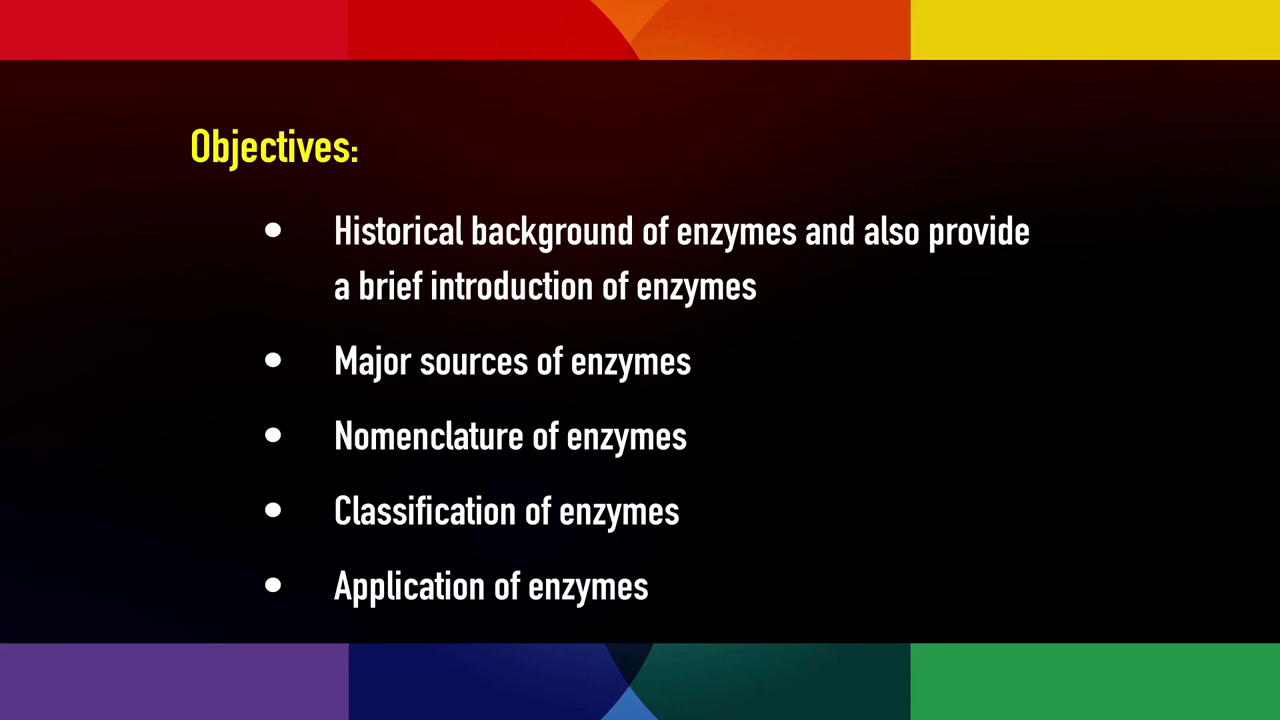 Objectives:
• Historical background of enzymes and also provide
a brief introduction of enzymes
• Major sources of enzymes
• Nomenclature of enzymes
• Classification of enzymes
• Application of enzymes